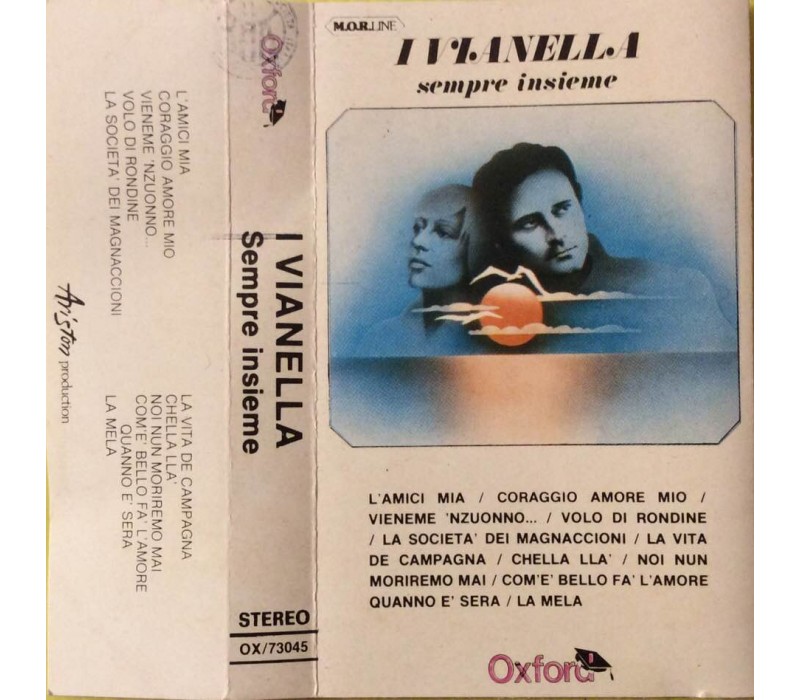 L'AMICI MIA
CORAGGIO AMORE MIO
VIENEME 'NZUONNO...
VOLO DI RONDINE
LA SOCIETA' DEI MAGNACCIONI
LA VITA DE CAMPAGNA
CHELLA LLA'
NOI NUN MORIREMO MAI
COM'E' BELLO FA' L'AMORE
QUANNO E' SERA
LA MELA
Ariston production
Oxford
I VIANELLA
Sempre insieme
STEREO
OX/73045
M.O.R. LINE
I VIANELLA
sempre insieme
L'AMICI MIA / CORAGGIO AMORE MIO /
VIENEME 'NZUONNO... / VOLO DI RONDINE
/ LA SOCIETA' DEI MAGNACCIONI / LA VITA
DE CAMPAGNA / CHELLA LLA' / NOI NUN
MORIREMO MAI / COM'E' BELLO FA' L'AMORE
QUANNO E' SERA / LA MELA
Oxford